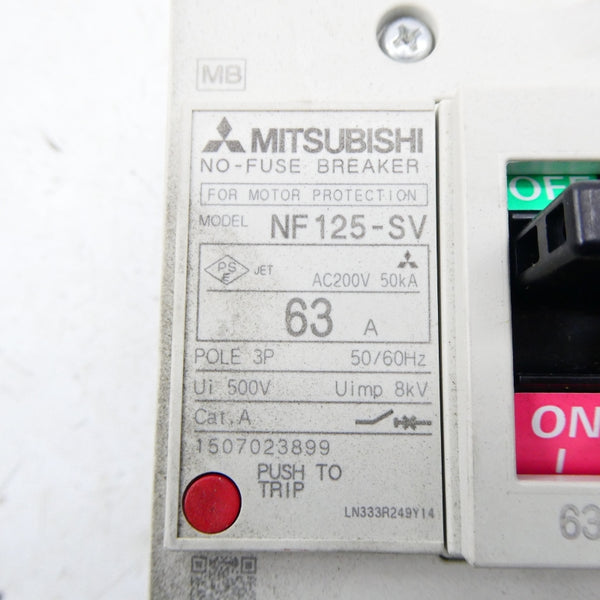 MB
MITSUBISHI
NO-FUSE BREAKER
FOR MOTOR PROTECTION
MODEL NF125-SV
PS E JET AC200V 50kA
63 A
POLE 3P 50/60Hz
Ui 500V Uimp 8kV
Cat.A
1507023899
PUSH TO
TRIP
LN333R249Y14
OFF
ON
I
63